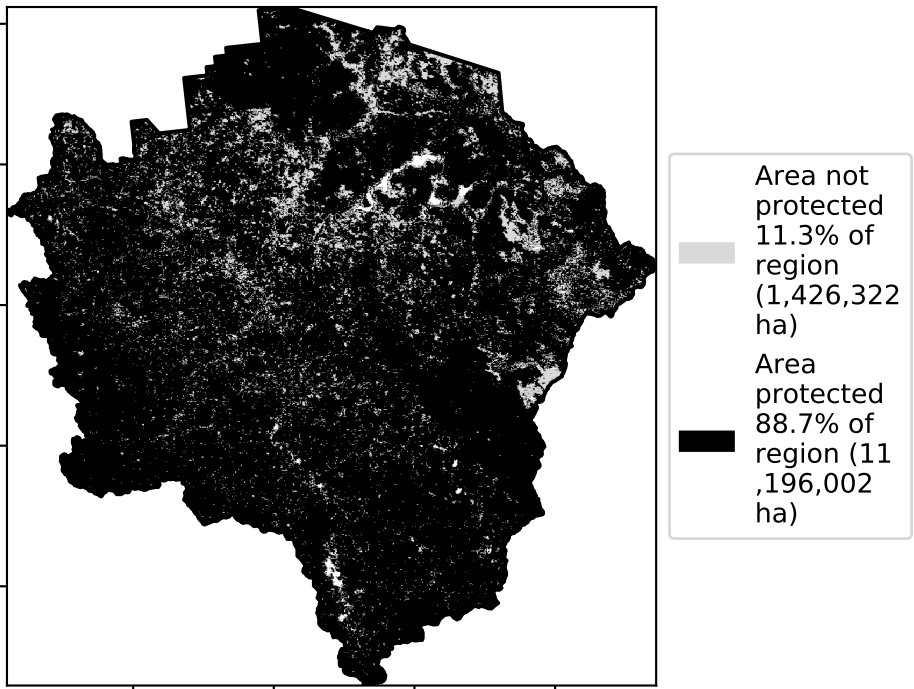 Area not
protected
11.3% of
region
(1,426,322
ha)
Area
protected
88.7% of
region (11
,196,002
ha)